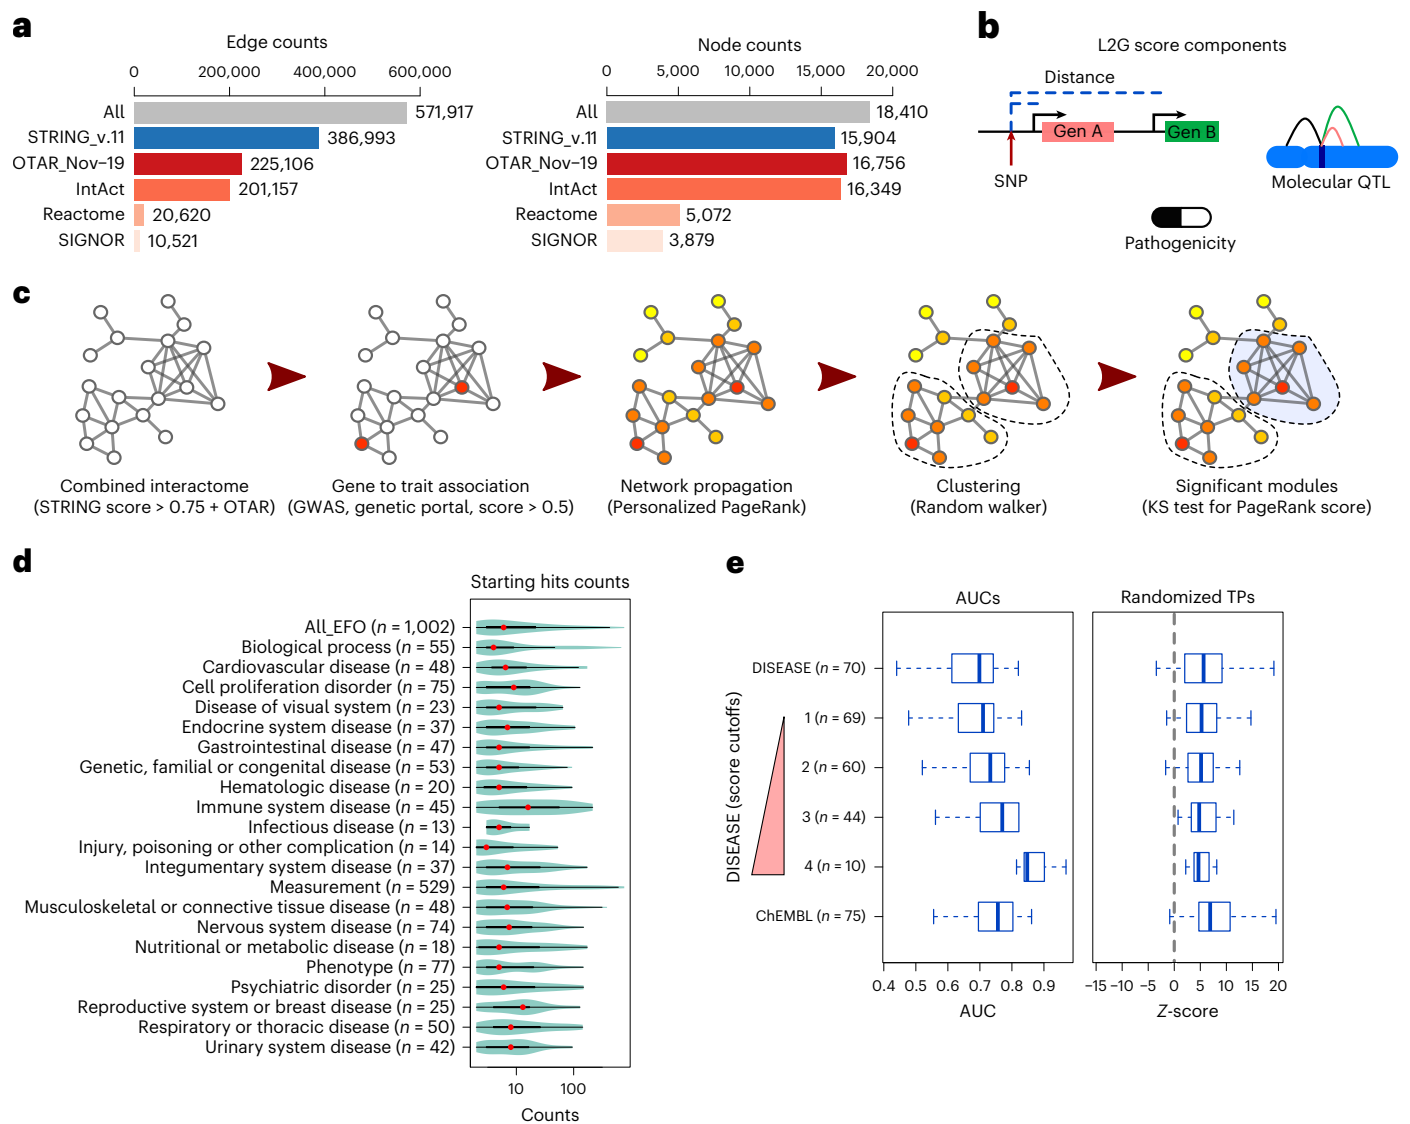 a
Edge counts
0 200,000 400,000 600,000
All 571,917
STRING_v.11 386,993
OTAR_Nov–19 225,106
IntAct 201,157
Reactome 20,620
SIGNOR 10,521
Node counts
0 5,000 10,000 15,000 20,000
All 18,410
STRING_v.11 15,904
OTAR_Nov–19 16,756
IntAct 16,349
Reactome 5,072
SIGNOR 3,879
b
L2G score components
Distance
Gen A
Gen B
SNP
Molecular QTL
Pathogenicity
c
Combined interactome
(STRING score > 0.75 + OTAR)
Gene to trait association
(GWAS, genetic portal, score > 0.5)
Network propagation
(Personalized PageRank)
Clustering
(Random walker)
Significant modules
(KS test for PageRank score)
d
Starting hits counts
All_EFO (n = 1,002)
Biological process (n = 55)
Cardiovascular disease (n = 48)
Cell proliferation disorder (n = 75)
Disease of visual system (n = 23)
Endocrine system disease (n = 37)
Gastrointestinal disease (n = 47)
Genetic, familial or congenital disease (n = 53)
Hematologic disease (n = 20)
Immune system disease (n = 45)
Infectious disease (n = 13)
Injury, poisoning or other complication (n = 14)
Integumentary system disease (n = 37)
Measurement (n = 529)
Musculoskeletal or connective tissue disease (n = 48)
Nervous system disease (n = 74)
Nutritional or metabolic disease (n = 18)
Phenotype (n = 77)
Psychiatric disorder (n = 25)
Reproductive system or breast disease (n = 25)
Respiratory or thoracic disease (n = 50)
Urinary system disease (n = 42)
10 100
Counts
e
AUCs
Randomized TPs
DISEASE (score cutoffs)
DISEASE (n = 70)
1 (n = 69)
2 (n = 60)
3 (n = 44)
4 (n = 10)
ChEMBL (n = 75)
0.4 0.5 0.6 0.7 0.8 0.9
AUC
−15 −10 −5 0 5 10 15 20
Z-score